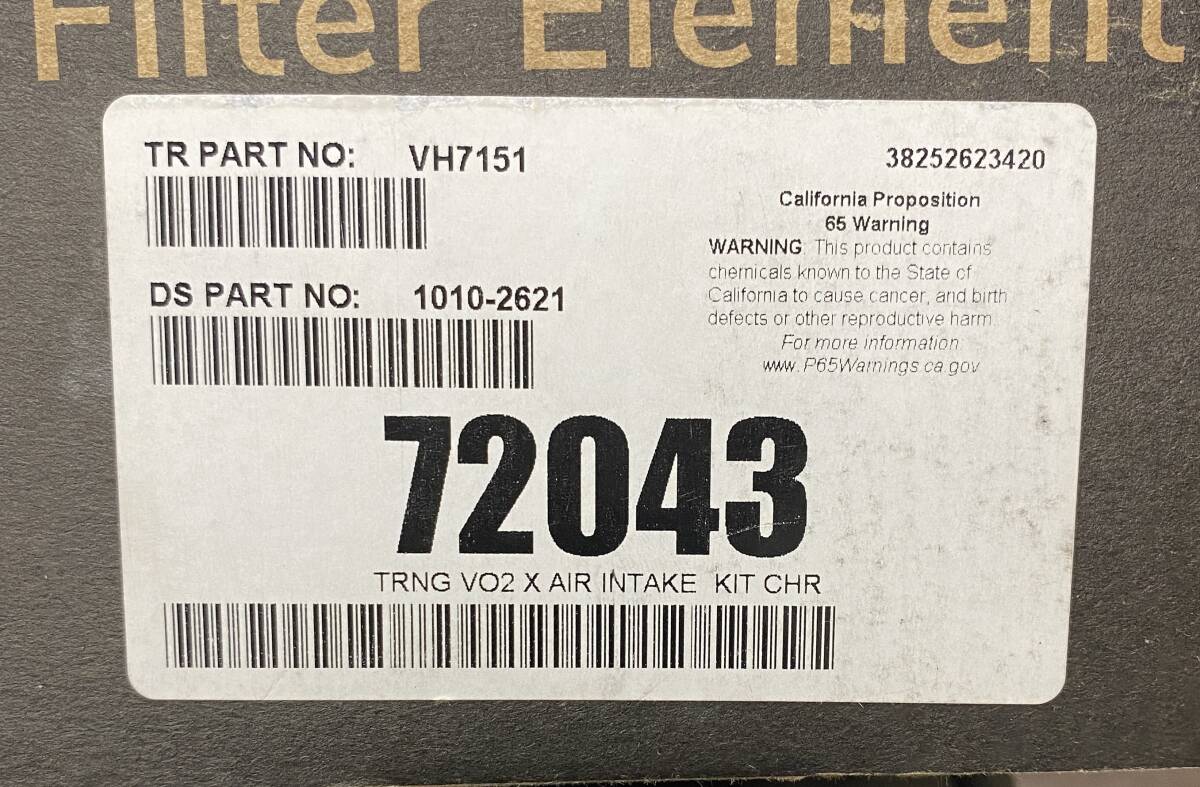 Filter Element
TR PART NO: VH7151
38252623420
California Proposition
65 Warning
WARNING This product contains
chemicals known to the State of
California to cause cancer, and birth
defects or other reproductive harm.
For more information
www.P65Warnings.ca.gov
DS PART NO: 1010-2621
72043
TRNG VO2 X AIR INTAKE KIT CHR